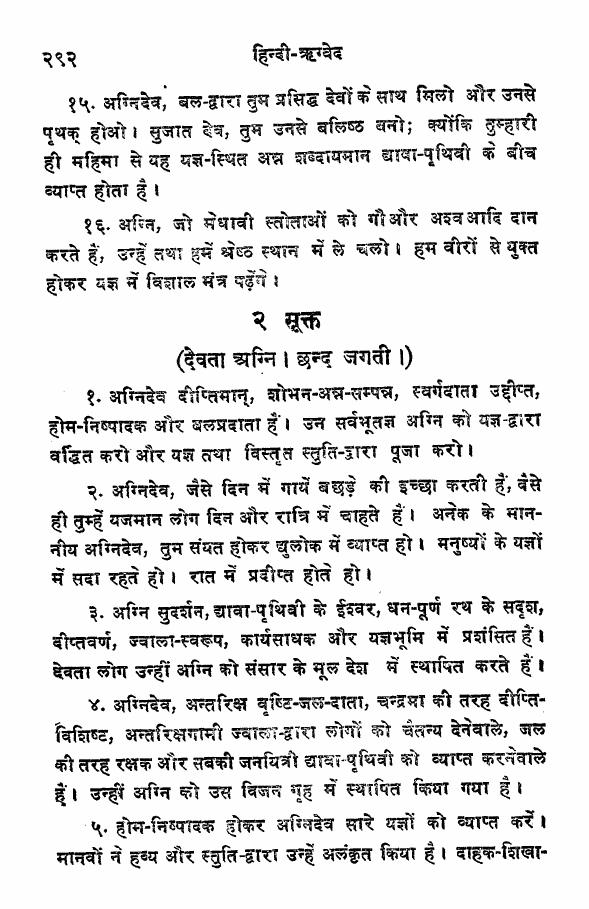 २९२
हिन्दी-ऋग्वेद
१५. अग्निदेव, बल-द्वारा तुम प्रसिद्ध देवों के साथ मिलो और उनसे
पृथक् होओ। सुजात देव, तुम उनसे बलिष्ठ बनो; क्योंकि तुम्हारी
ही महिमा से यह यज्ञ-स्थित अन्न शब्दायमान द्यावा-पृथिवी के बीच
व्याप्त होता है।
१६. अग्नि, जो मेधावी स्तोताओं को गौ और अश्व आदि दान
करते हैं, उन्हें तथा हमें श्रेष्ठ स्थान में ले चलो। हम वीरों से युक्त
होकर यज्ञ में विशाल मंत्र पढ़ेंगे।
२ सूक्त
(देवता अग्नि। छन्द जगती।)
१. अग्निदेव दीप्तिमान्, शोभन-अन्न-सम्पन्न, स्वर्गदाता उद्दीप्त,
होम-निष्पादक और बलप्रदाता हैं। उन सर्वभूतज्ञ अग्नि को यज्ञ-द्वारा
वर्द्धित करो और यज्ञ तथा विस्तृत स्तुति-द्वारा पूजा करो।
२. अग्निदेव, जैसे दिन में गायें बछड़े की इच्छा करती हैं, वैसे
ही तुम्हें यजमान लोग दिन और रात्रि में चाहते हैं। अनेक के मान-
नीय अग्निदेव, तुम संयत होकर द्युलोक में व्याप्त हो। मनुष्यों के यज्ञों
में सदा रहते हो। रात में प्रदीप्त होते हो।
३. अग्नि सुदर्शन, द्यावा-पृथिवी के ईश्वर, धन-पूर्ण रथ के सदृश,
दीप्तवर्ण, ज्वाला-स्वरूप, कार्यसाधक और यज्ञभूमि में प्रशंसित हैं।
देवता लोग उन्हीं अग्नि को संसार के मूल देश में स्थापित करते हैं।
४. अग्निदेव, अन्तरिक्ष वृष्टि-जल-दाता, चन्द्रमा की तरह दीप्ति-
विशिष्ट, अन्तरिक्षगामी ज्वाला-द्वारा लोगों को चैतन्य देनेवाले, जल
की तरह रक्षक और सबकी जनयित्री द्यावा-पृथिवी को व्याप्त करनेवाले
हैं। उन्हीं अग्नि को उस विजन गृह में स्थापित किया गया है।
५. होम-निष्पादक होकर अग्निदेव सारे यज्ञों को व्याप्त करें।
मानवों ने हव्य और स्तुति-द्वारा उन्हें अलंकृत किया है। दाहक-शिखा-